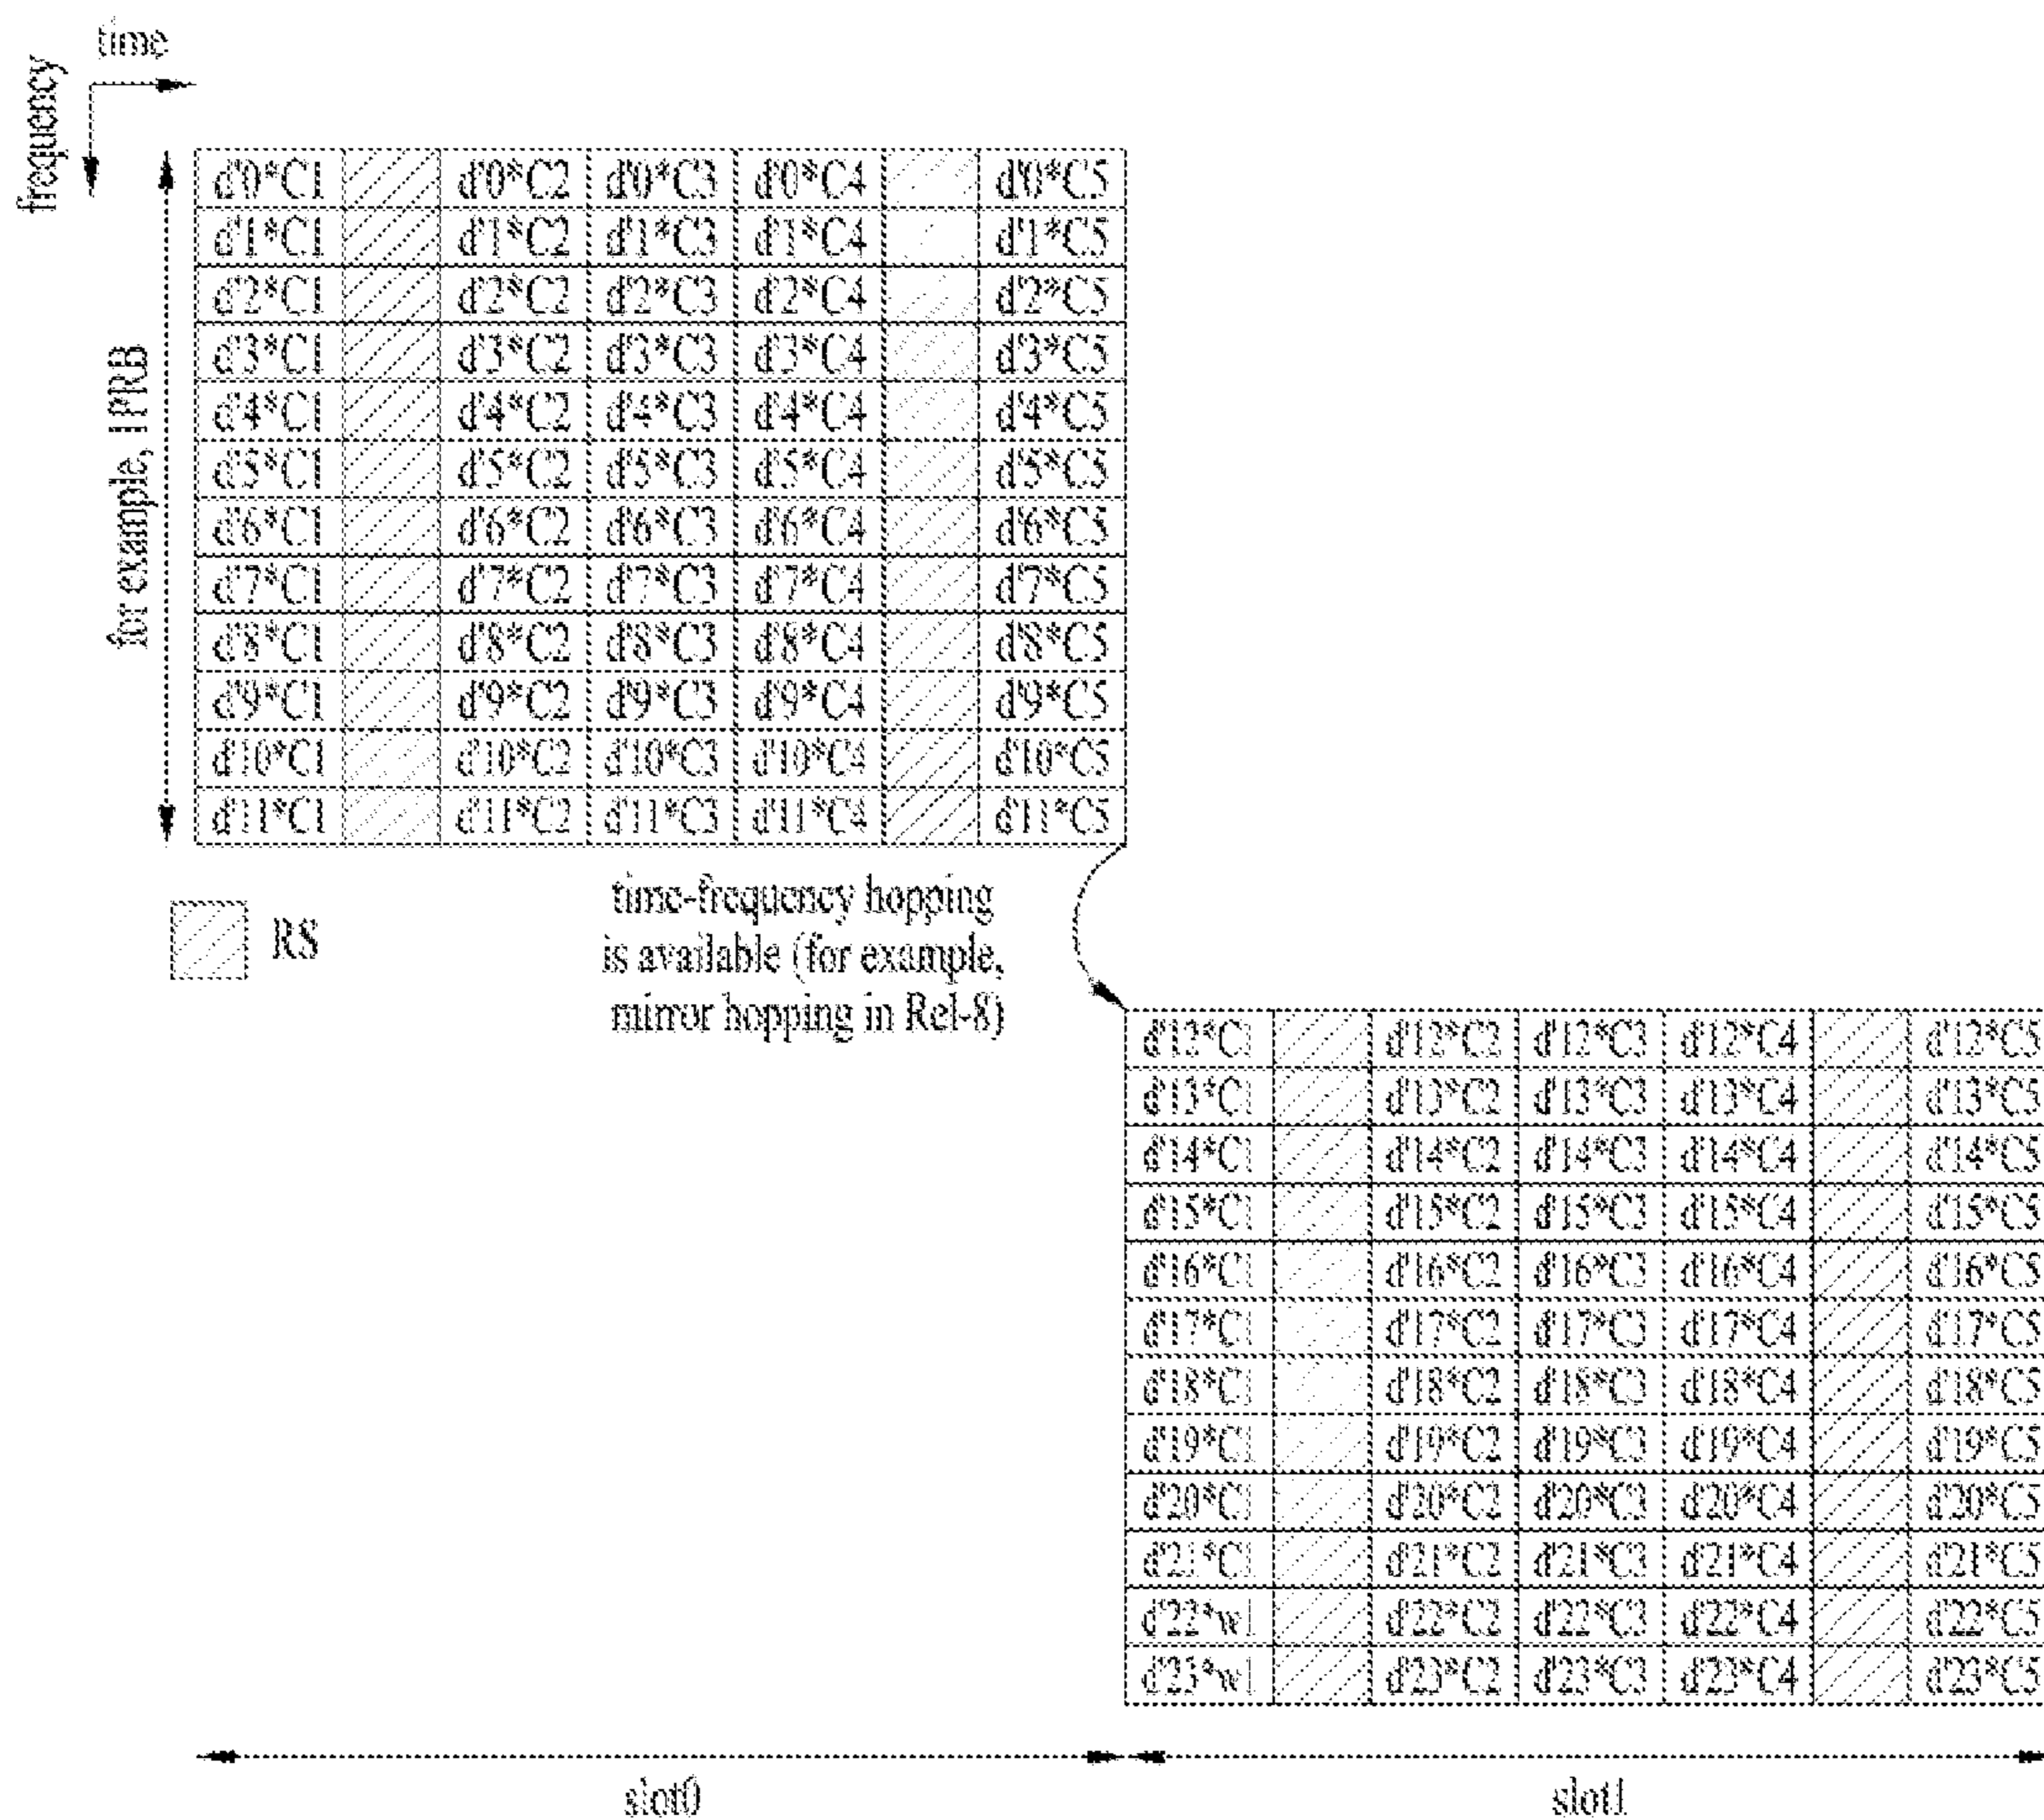 time
frequency
for example, 1PRB
d'0*C1 d'0*C2 d'0*C3 d'0*C4 d'0*C5
d'1*C1 d'1*C2 d'1*C3 d'1*C4 d'1*C5
d'2*C1 d'2*C2 d'2*C3 d'2*C4 d'2*C5
d'3*C1 d'3*C2 d'3*C3 d'3*C4 d'3*C5
d'4*C1 d'4*C2 d'4*C3 d'4*C4 d'4*C5
d'5*C1 d'5*C2 d'5*C3 d'5*C4 d'5*C5
d'6*C1 d'6*C2 d'6*C3 d'6*C4 d'6*C5
d'7*C1 d'7*C2 d'7*C3 d'7*C4 d'7*C5
d'8*C1 d'8*C2 d'8*C3 d'8*C4 d'8*C5
d'9*C1 d'9*C2 d'9*C3 d'9*C4 d'9*C5
d'10*C1 d'10*C2 d'10*C3 d'10*C4 d'10*C5
d'11*C1 d'11*C2 d'11*C3 d'11*C4 d'11*C5
RS
time-frequency hopping
is available (for example,
mirror hopping in Rel-8)
d'12*C1 d'12*C2 d'12*C3 d'12*C4 d'12*C5
d'13*C1 d'13*C2 d'13*C3 d'13*C4 d'13*C5
d'14*C1 d'14*C2 d'14*C3 d'14*C4 d'14*C5
d'15*C1 d'15*C2 d'15*C3 d'15*C4 d'15*C5
d'16*C1 d'16*C2 d'16*C3 d'16*C4 d'16*C5
d'17*C1 d'17*C2 d'17*C3 d'17*C4 d'17*C5
d'18*C1 d'18*C2 d'18*C3 d'18*C4 d'18*C5
d'19*C1 d'19*C2 d'19*C3 d'19*C4 d'19*C5
d'20*C1 d'20*C2 d'20*C3 d'20*C4 d'20*C5
d'21*C1 d'21*C2 d'21*C3 d'21*C4 d'21*C5
d'22*w1 d'22*C2 d'22*C3 d'22*C4 d'22*C5
d'23*w1 d'23*C2 d'23*C3 d'23*C4 d'23*C5
slot0 slot1